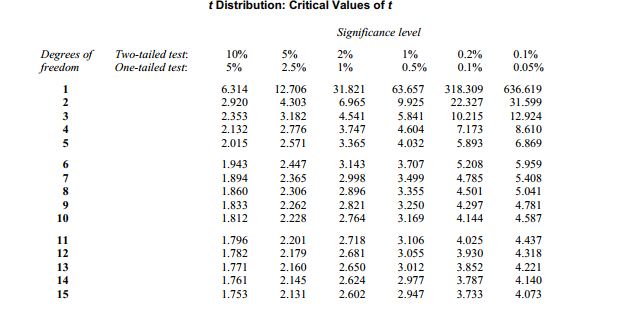 t Distribution: Critical Values of t
Significance level
Degrees of Two-tailed test: 10% 5% 2% 1% 0.2% 0.1%
freedom One-tailed test: 5% 2.5% 1% 0.5% 0.1% 0.05%
1 6.314 12.706 31.821 63.657 318.309 636.619
2 2.920 4.303 6.965 9.925 22.327 31.599
3 2.353 3.182 4.541 5.841 10.215 12.924
4 2.132 2.776 3.747 4.604 7.173 8.610
5 2.015 2.571 3.365 4.032 5.893 6.869
6 1.943 2.447 3.143 3.707 5.208 5.959
7 1.894 2.365 2.998 3.499 4.785 5.408
8 1.860 2.306 2.896 3.355 4.501 5.041
9 1.833 2.262 2.821 3.250 4.297 4.781
10 1.812 2.228 2.764 3.169 4.144 4.587
11 1.796 2.201 2.718 3.106 4.025 4.437
12 1.782 2.179 2.681 3.055 3.930 4.318
13 1.771 2.160 2.650 3.012 3.852 4.221
14 1.761 2.145 2.624 2.977 3.787 4.140
15 1.753 2.131 2.602 2.947 3.733 4.073